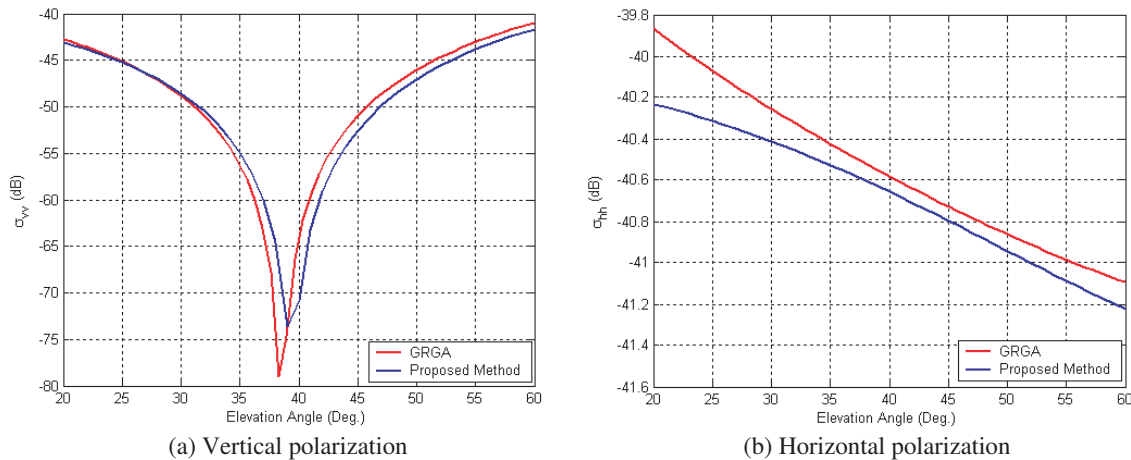 -40
-45
-50
-55
-60
-65
-70
-75
-80
σvv (dB)
20 25 30 35 40 45 50 55 60
Elevation Angle (Deg.)
GRGA
Proposed Method
(a) Vertical polarization
-39.8
-40
-40.2
-40.4
-40.6
-40.8
-41
-41.2
-41.4
-41.6
σhh (dB)
20 25 30 35 40 45 50 55 60
Elevation Angle (Deg.)
GRGA
Proposed Method
(b) Horizontal polarization